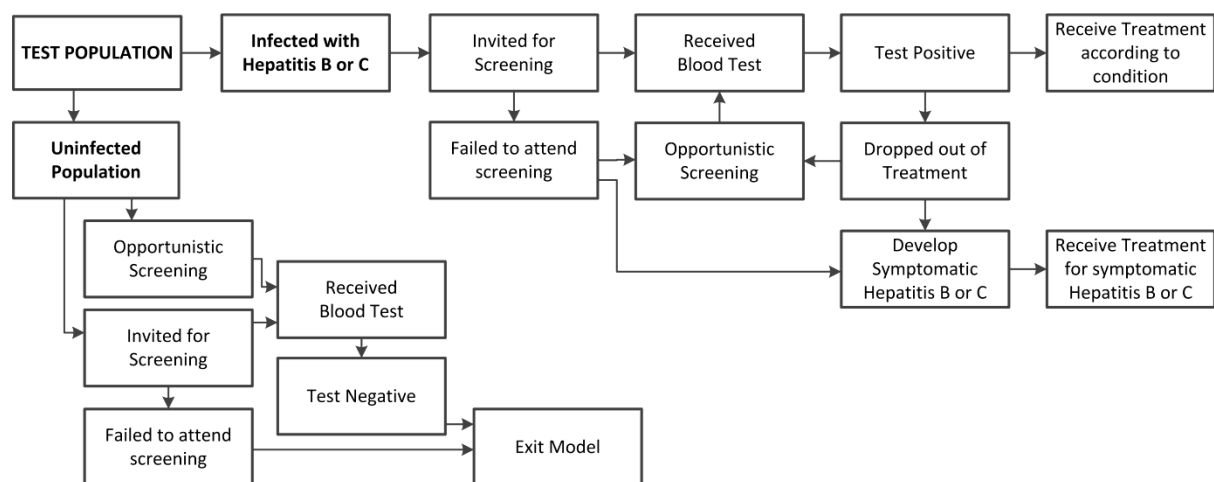 TEST POPULATION
Infected with
Hepatitis B or C
Invited for
Screening
Received
Blood Test
Test Positive
Receive Treatment
according to
condition
Uninfected
Population
Failed to attend
screening
Opportunistic
Screening
Dropped out of
Treatment
Opportunistic
Screening
Develop
Symptomatic
Hepatitis B or C
Receive Treatment
for symptomatic
Hepatitis B or C
Received
Blood Test
Invited for
Screening
Test Negative
Failed to attend
screening
Exit Model